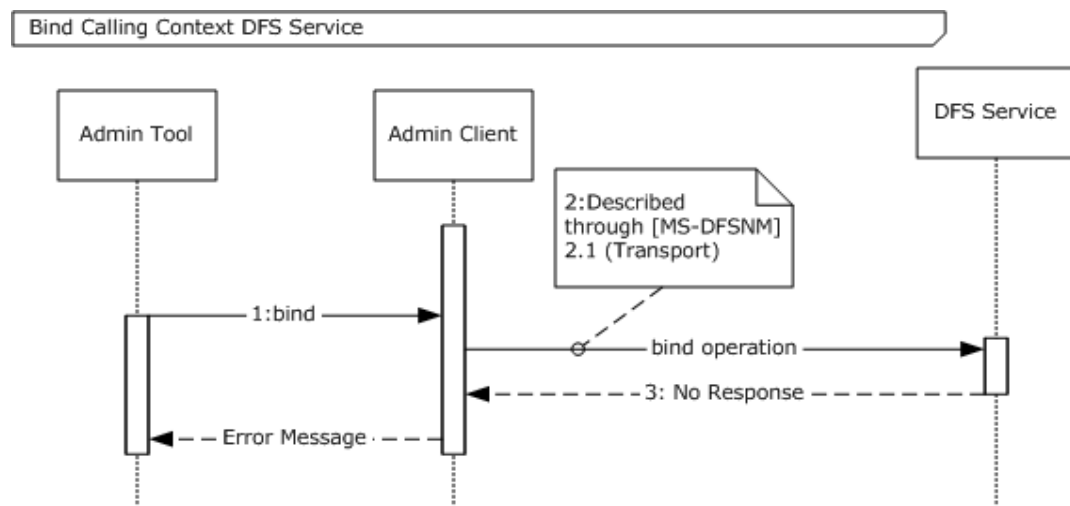 Bind Calling Context DFS Service
Admin Tool
Admin Client
DFS Service
2:Described
through [MS-DFSNM]
2.1 (Transport)
1:bind
bind operation
3: No Response
Error Message